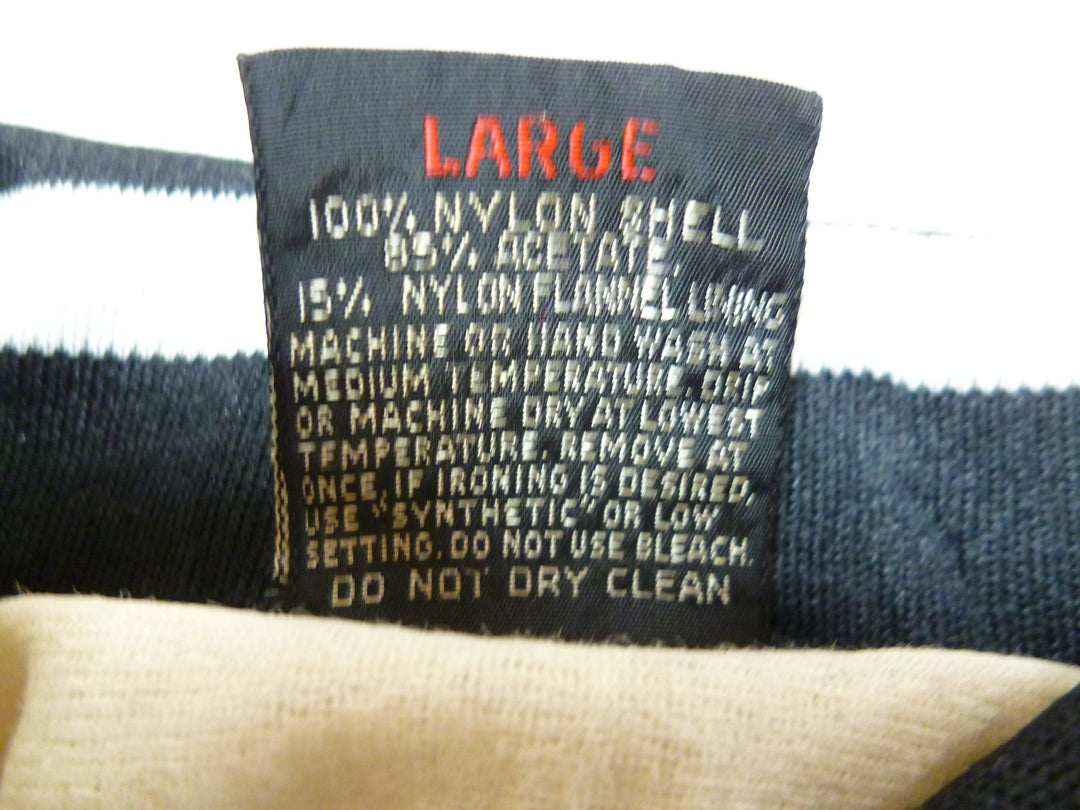 LARGE
100% NYLON SHELL
85% ACETATE,
15% NYLON FLANNEL LINING
MACHINE OR HAND WASH AT
MEDIUM TEMPERATURE. DRIP
OR MACHINE DRY AT LOWEST
TEMPERATURE. REMOVE AT
ONCE. IF IRONING IS DESIRED,
USE "SYNTHETIC" OR LOW
SETTING. DO NOT USE BLEACH.
DO NOT DRY CLEAN